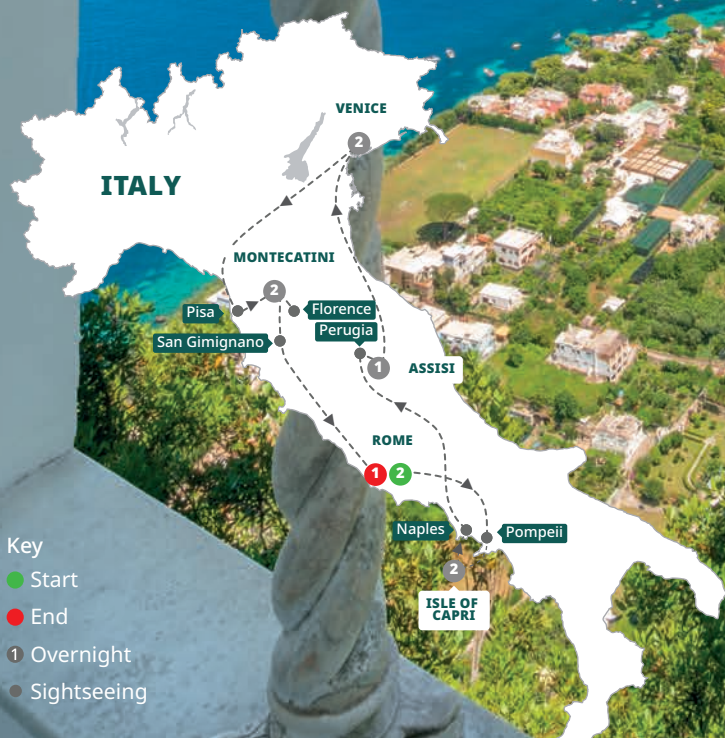 VENICE
2
ITALY
MONTECATINI
2
Pisa
Florence
San Gimignano
Perugia
1
ASSISI
ROME
1
2
Naples
Pompeii
2
ISLE OF
CAPRI
Key
Start
End
1 Overnight
Sightseeing